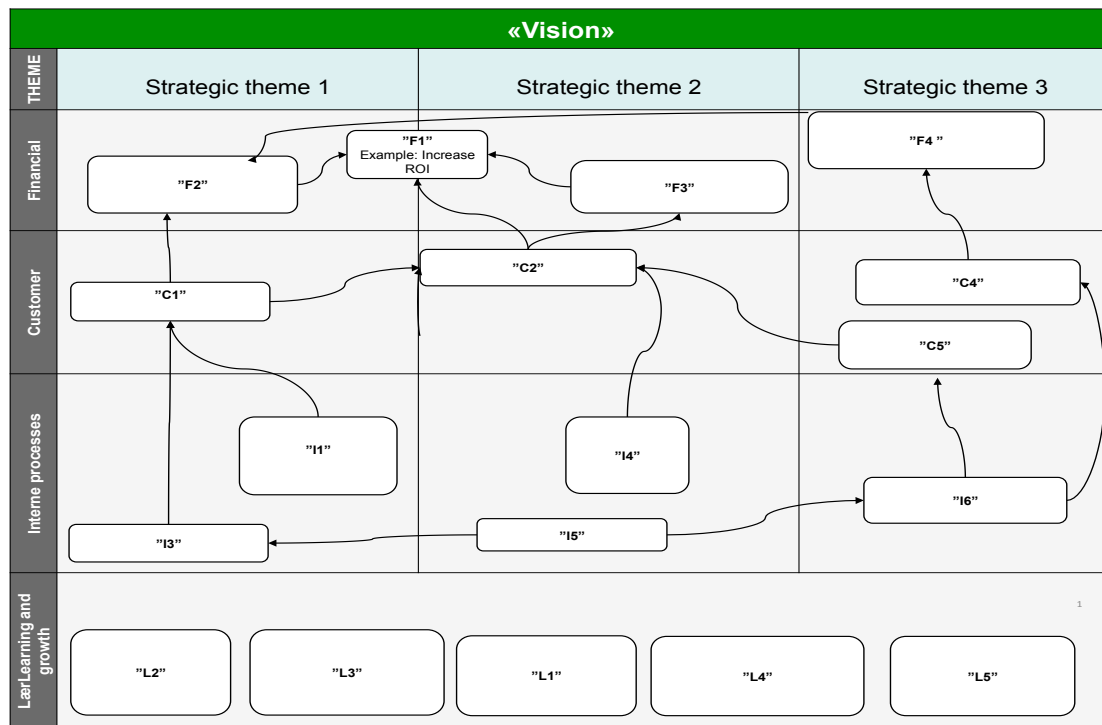 «Vision»
THEME
Strategic theme 1
Strategic theme 2
Strategic theme 3
Financial
”F1”
Example: Increase
ROI
”F2”
”F3”
”F4 ”
Customer
”C1”
”C2”
”C4”
”C5”
Interne processes
”I1”
”I4”
”I6”
”I3”
”I5”
LærLearning and
growth
1
”L2”
”L3”
”L1”
”L4”
”L5”